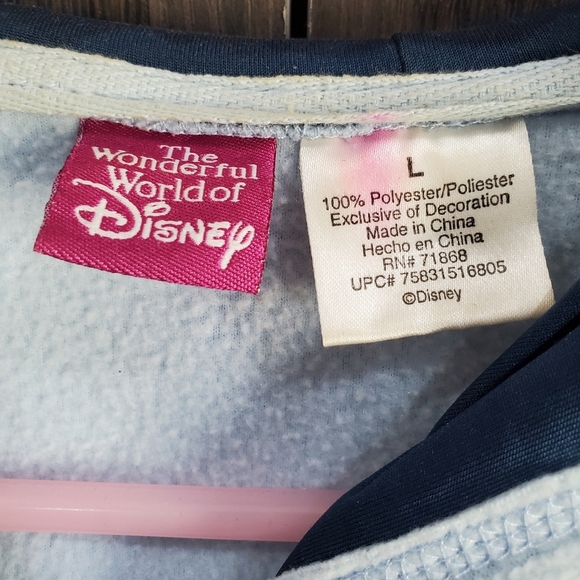 The
Wonderful
World of
Disney
L
100% Polyester/Poliester
Exclusive of Decoration
Made in China
Hecho en China
RN# 71868
UPC# 75831516805
©Disney